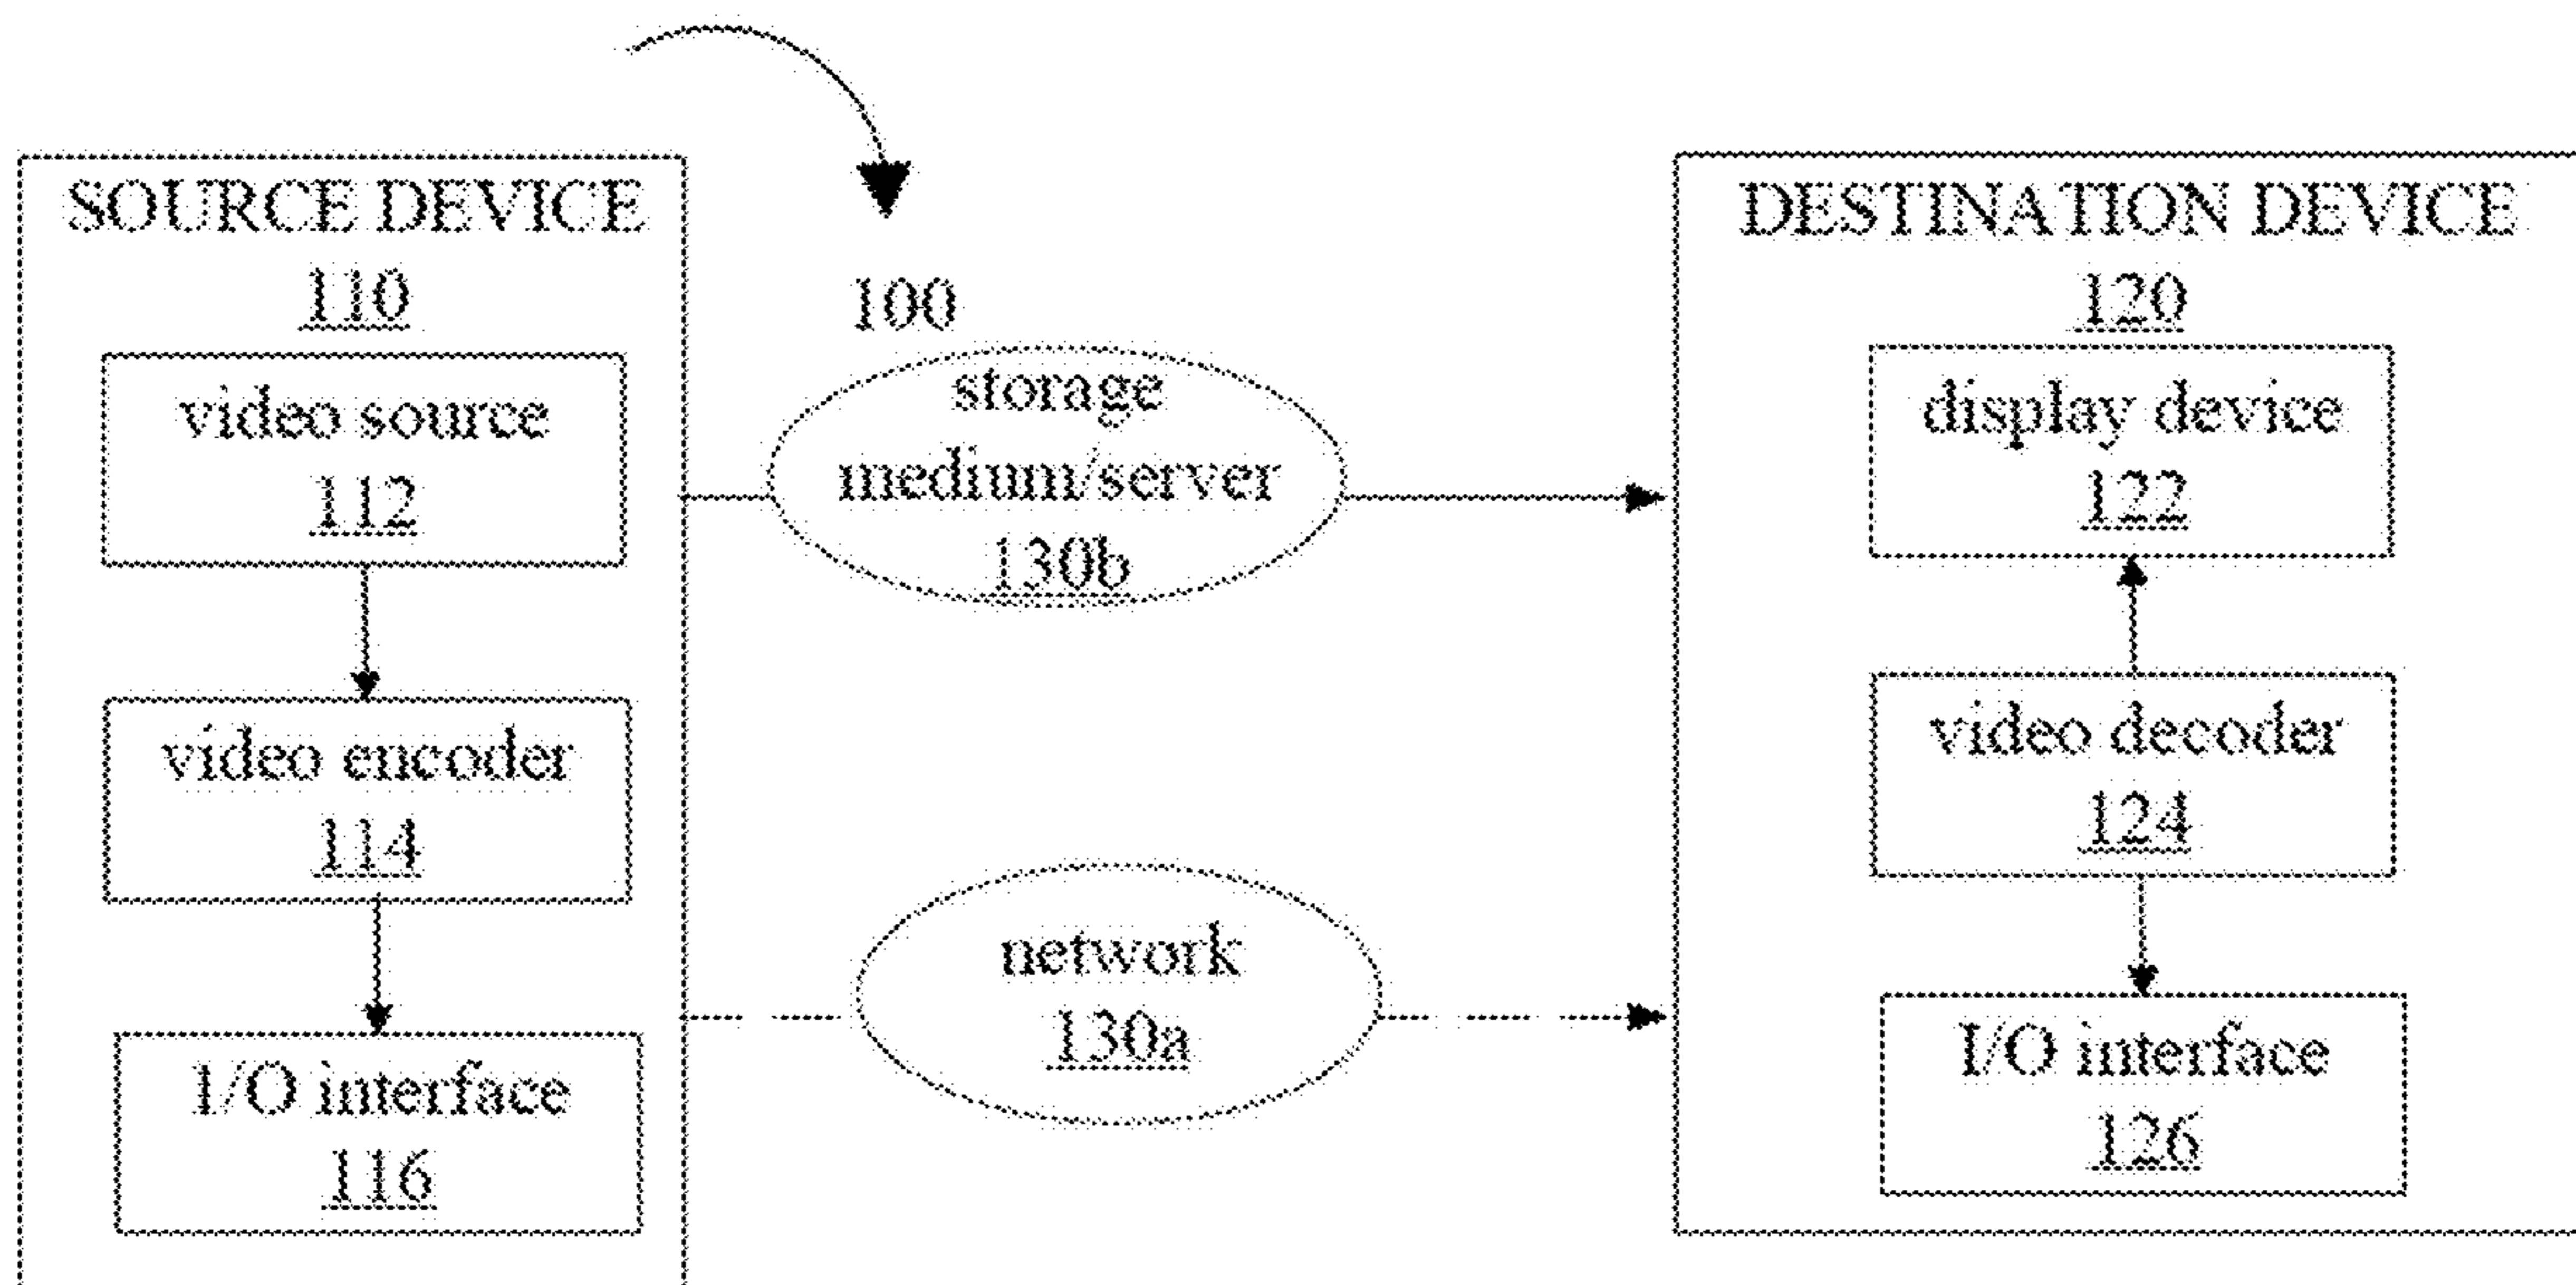 SOURCE DEVICE
110
video source
112
video encoder
114
I/O interface
116
100
storage
medium/server
130b
network
130a
DESTINATION DEVICE
120
display device
122
video decoder
124
I/O interface
126